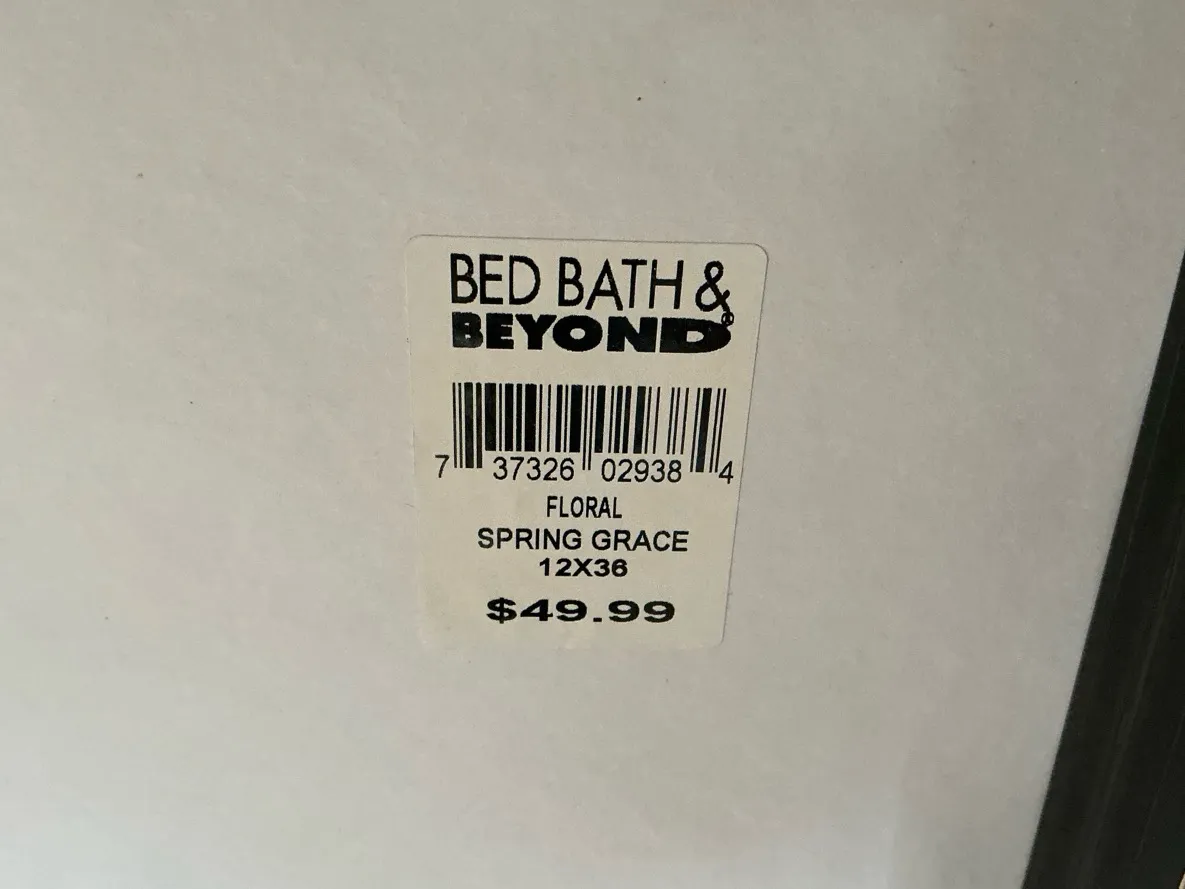 BED BATH &
BEYOND®
7 37326 02938 4
FLORAL
SPRING GRACE
12X36
$49.99